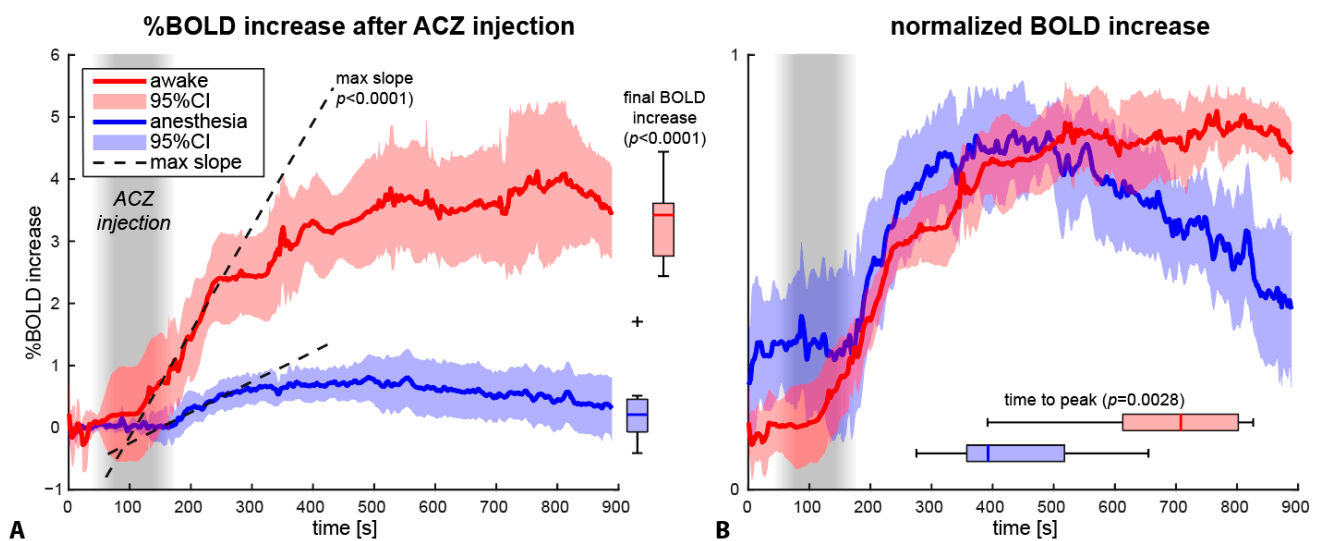 %BOLD increase after ACZ injection
6
5
4
3
2
1
0
−1
%BOLD increase
awake
95%CI
anesthesia
95%CI
max slope
ACZ
injection
max slope
p<0.0001)
final BOLD
increase
(p<0.0001)
+
0 100 200 300 400 500 600 700 800 900
time [s]
A
normalized BOLD increase
1
0
time to peak (p=0.0028)
0 100 200 300 400 500 600 700 800 900
time [s]
B